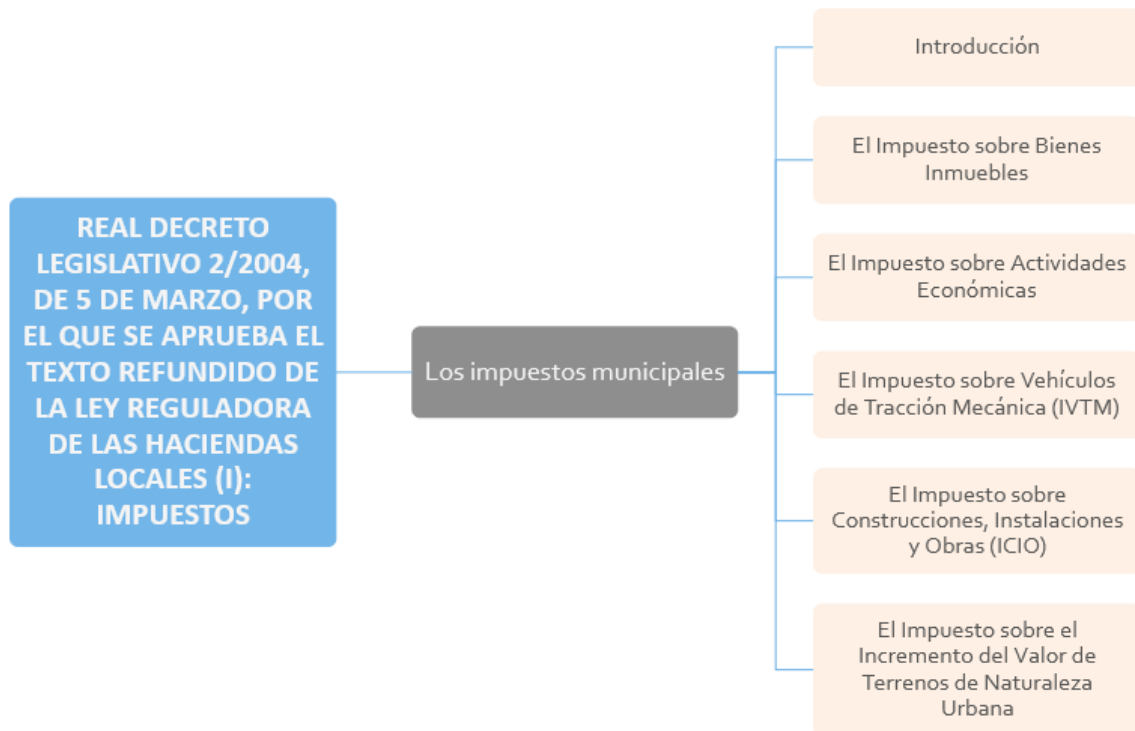 REAL DECRETO
LEGISLATIVO 2/2004,
DE 5 DE MARZO, POR
EL QUE SE APRUEBA EL
TEXTO REFUNDIDO DE
LA LEY REGULADORA
DE LAS HACIENDAS
LOCALES (I):
IMPUESTOS
Los impuestos municipales
Introducción
El Impuesto sobre Bienes
Inmuebles
El Impuesto sobre Actividades
Económicas
El Impuesto sobre Vehículos
de Tracción Mecánica (IVTM)
El Impuesto sobre
Construcciones, Instalaciones
y Obras (ICIO)
El Impuesto sobre el
Incremento del Valor de
Terrenos de Naturaleza
Urbana